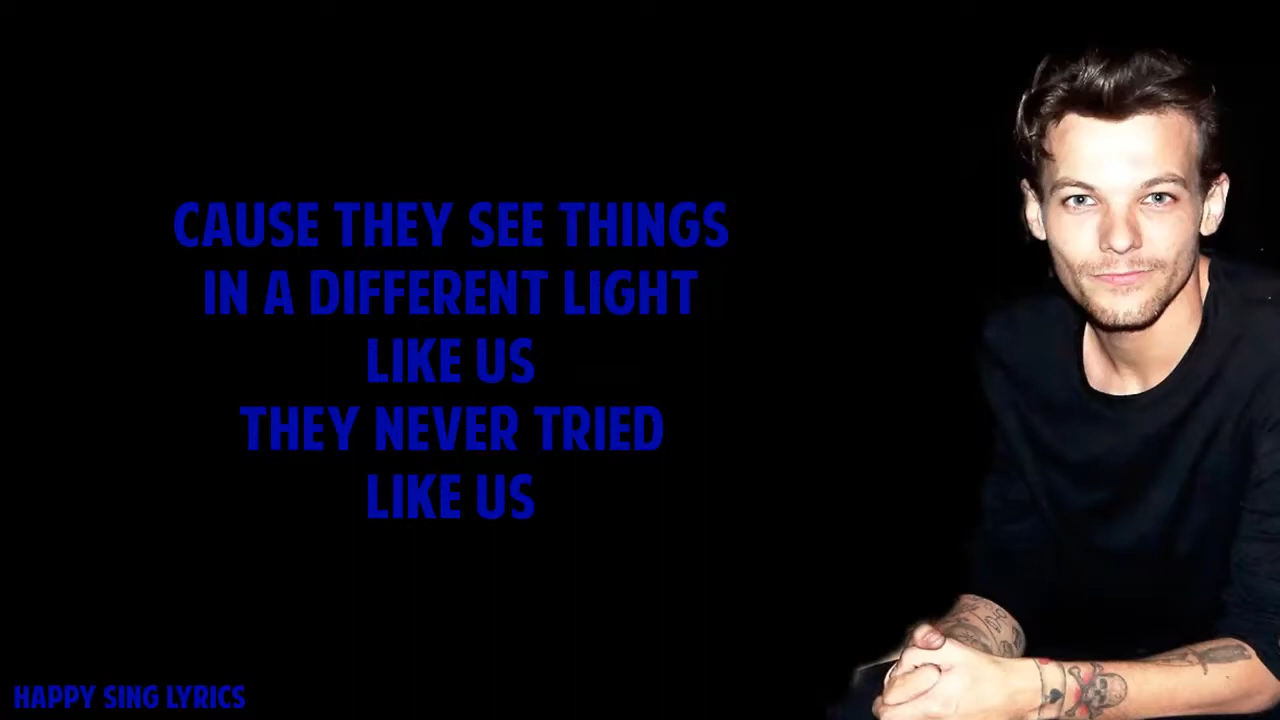 CAUSE THEY SEE THINGS
IN A DIFFERENT LIGHT
LIKE US
THEY NEVER TRIED
LIKE US
HAPPY SING LYRICS